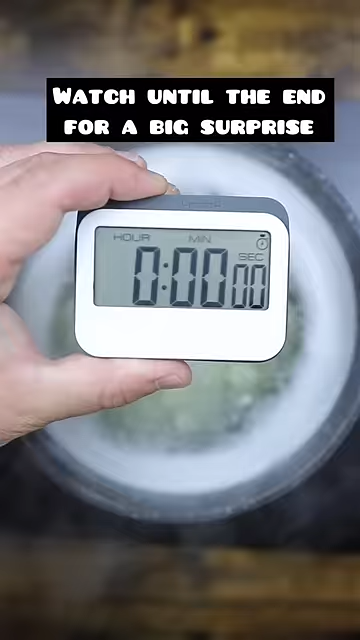 WATCH UNTIL THE END
FOR A BIG SURPRISE
HOUR MIN
SEC
0:00 00